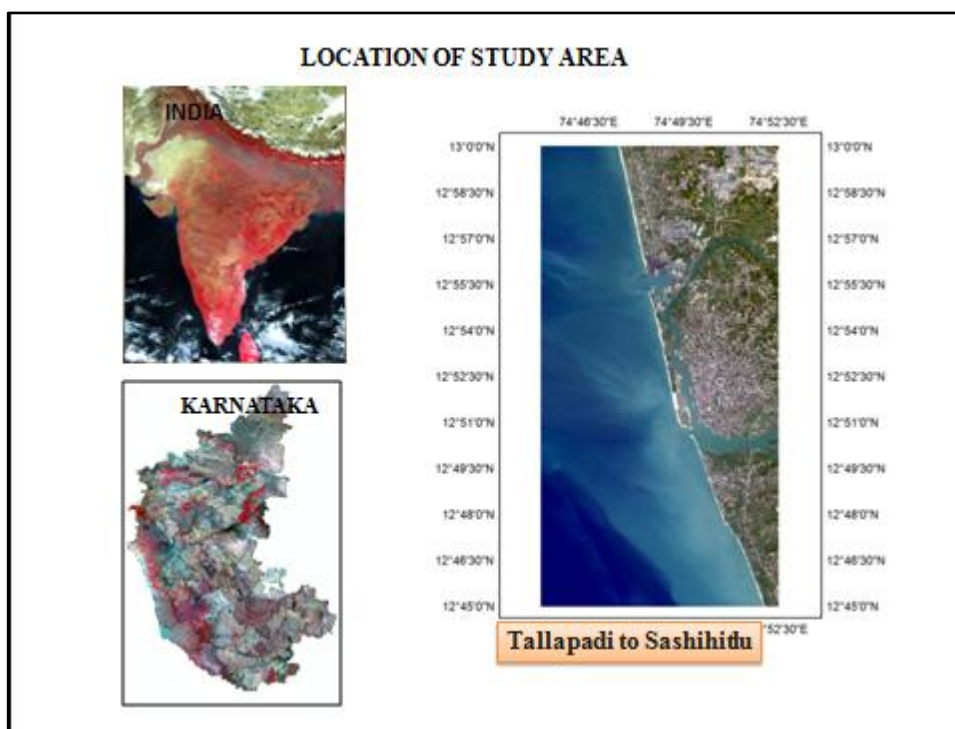 LOCATION OF STUDY AREA
INDIA
KARNATAKA
74°46'30"E 74°49'30"E 74°52'30"E
13°0'0"N 13°0'0"N
12°58'30"N 12°58'30"N
12°57'0"N 12°57'0"N
12°55'30"N 12°55'30"N
12°54'0"N 12°54'0"N
12°52'30"N 12°52'30"N
12°51'0"N 12°51'0"N
12°49'30"N 12°49'30"N
12°48'0"N 12°48'0"N
12°46'30"N 12°46'30"N
12°45'0"N 12°45'0"N
°52'30"E
Tallapadi to Sashihitlu